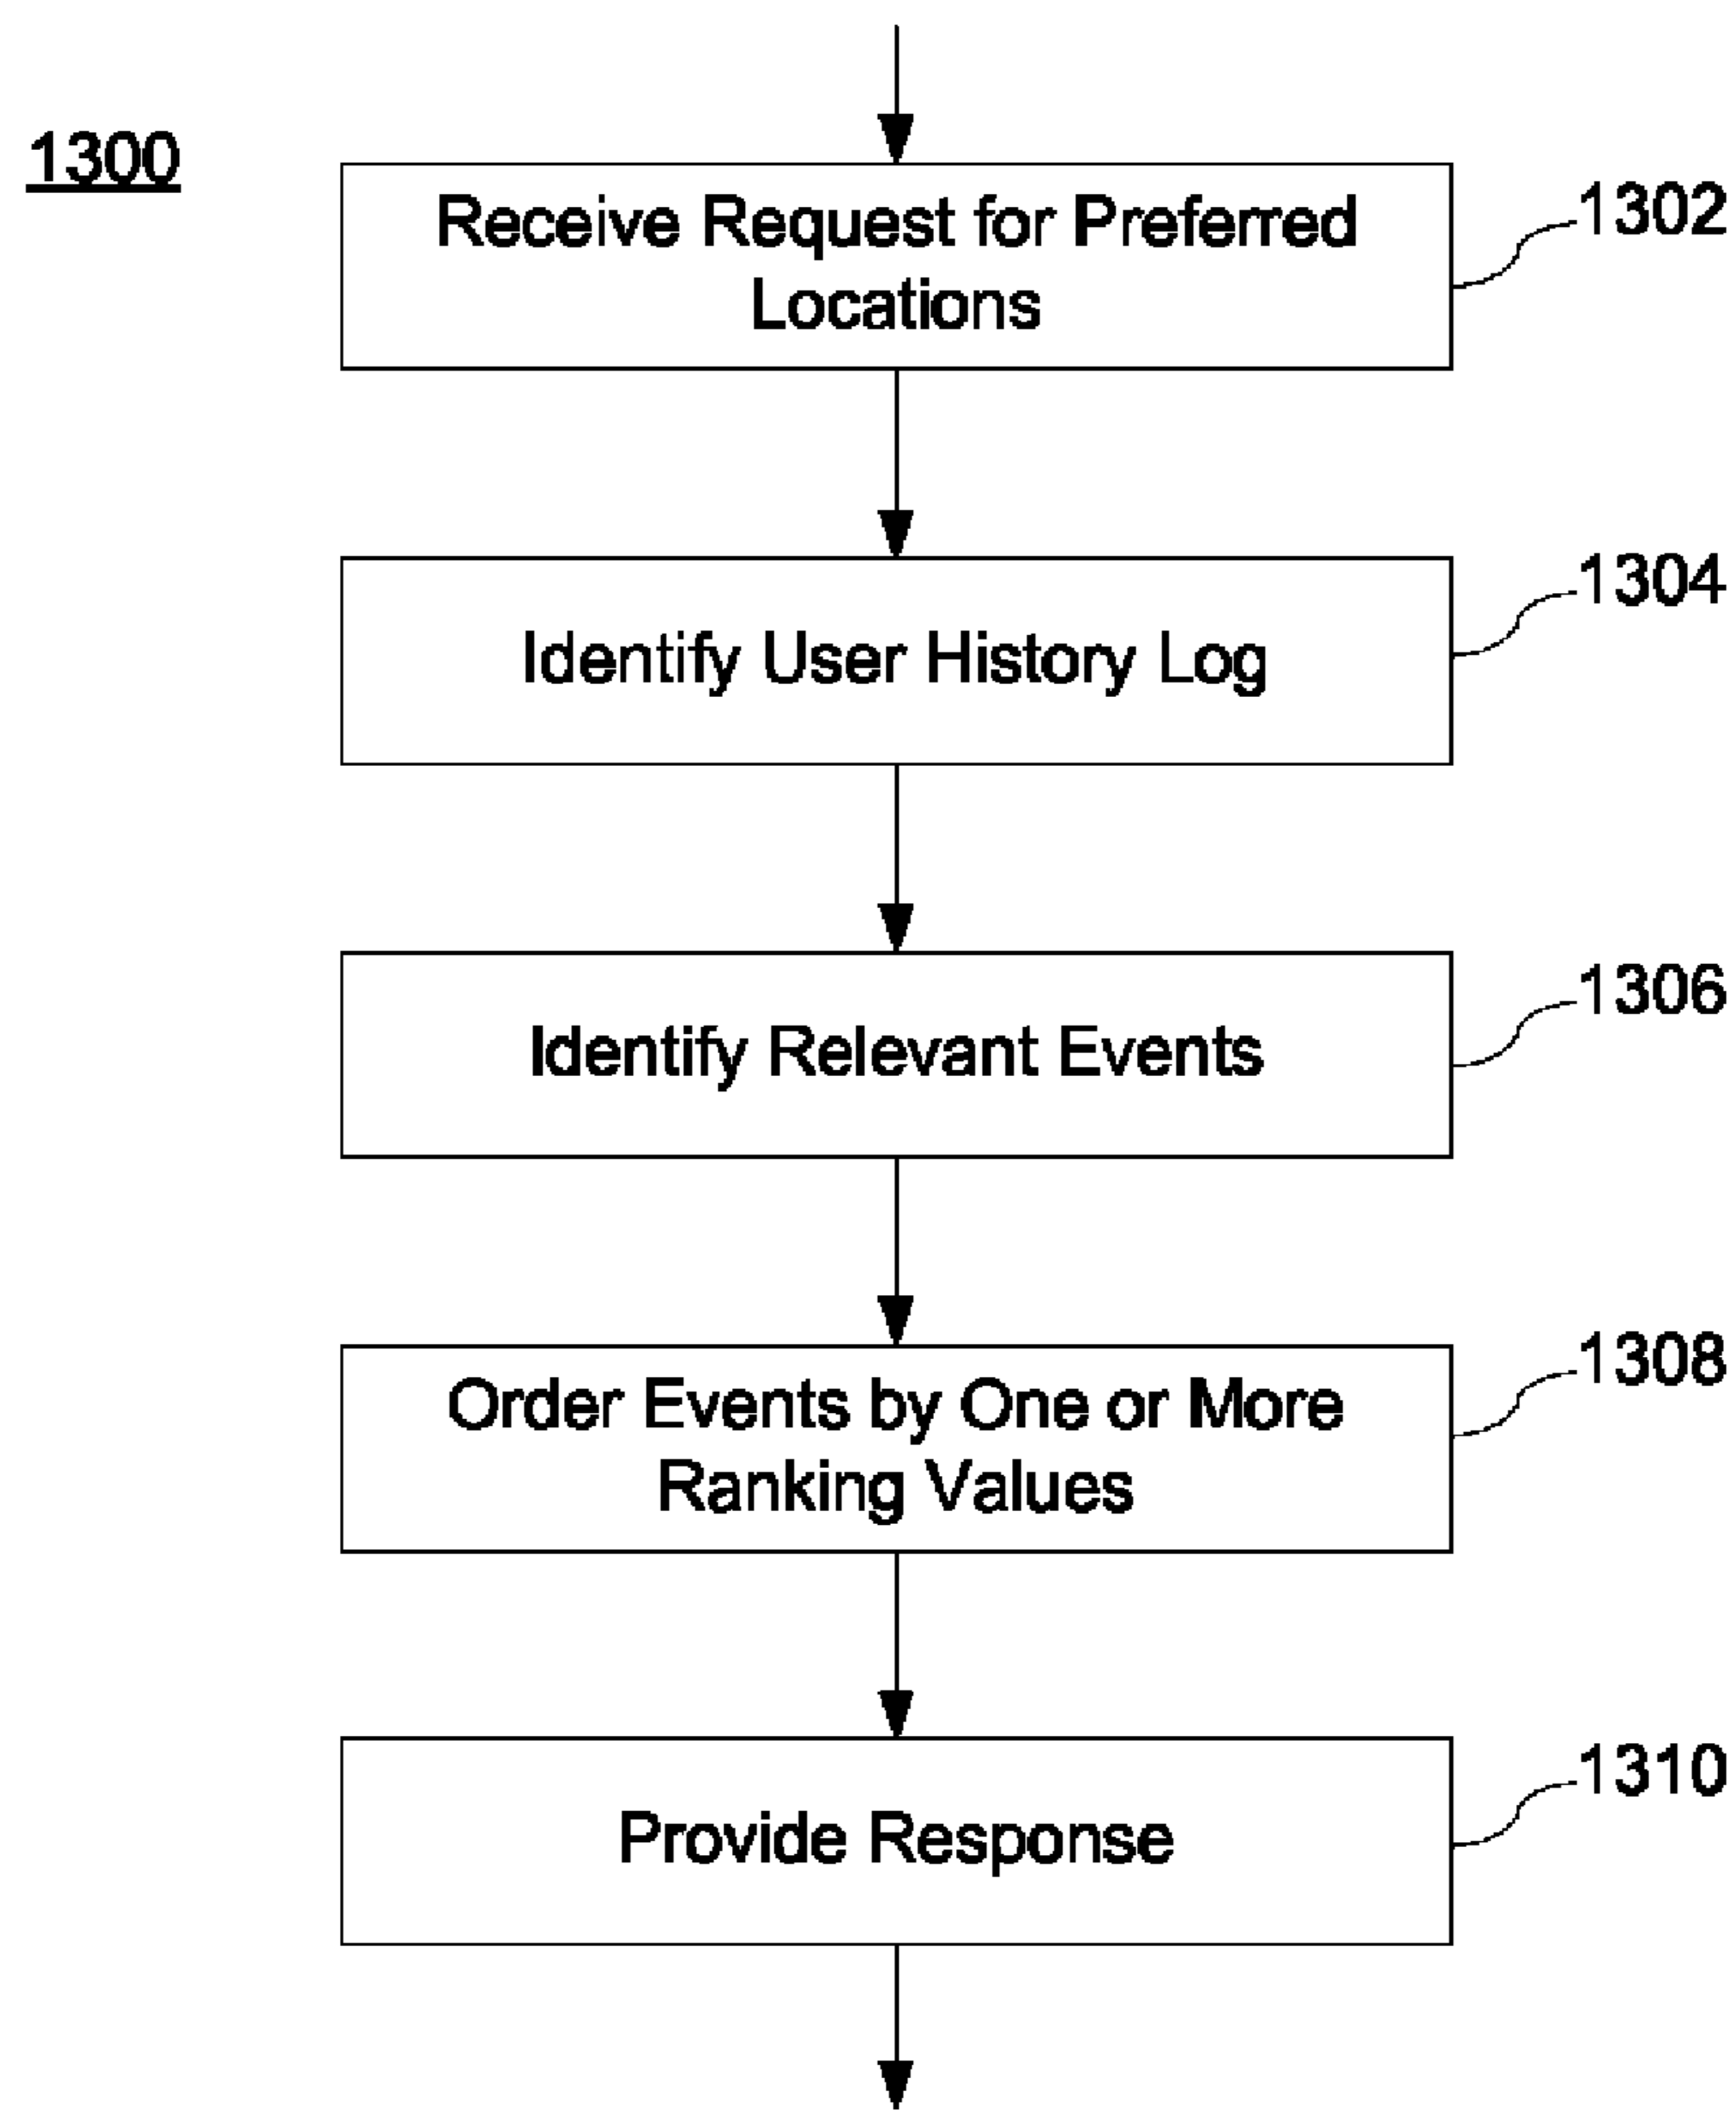 1300
Receive Request for Preferred
Locations
1302
Identify User History Log
1304
Identify Relevant Events
1306
Order Events by One or More
Ranking Values
1308
Provide Response
1310